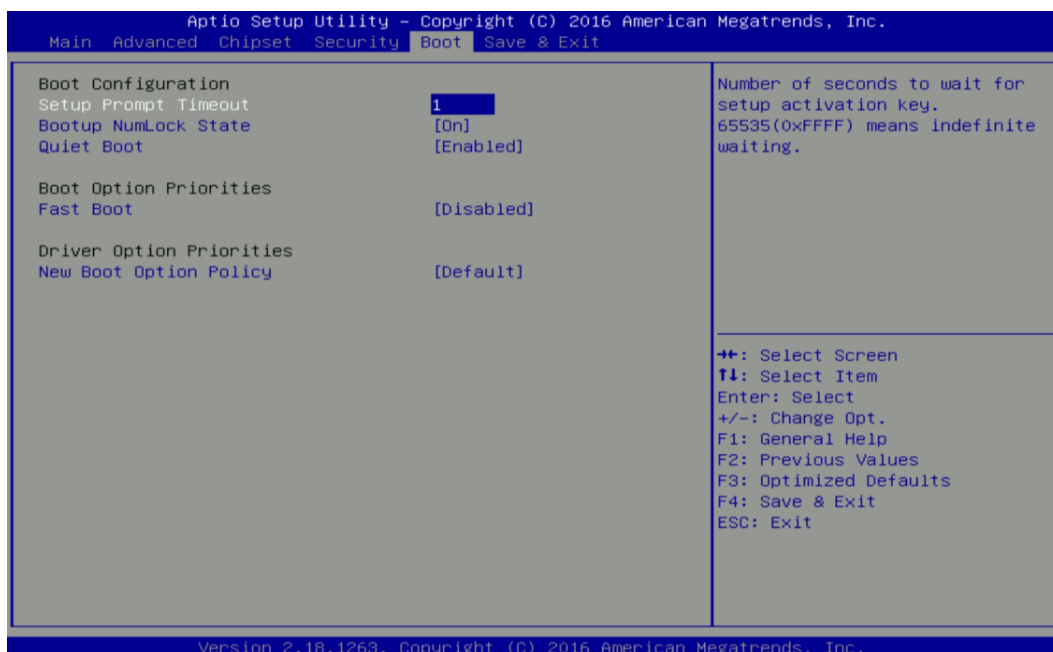 Aptio Setup Utility – Copyright (C) 2016 American Megatrends, Inc.
Main Advanced Chipset Security Boot Save & Exit
Boot Configuration
Setup Prompt Timeout 1
Bootup NumLock State [On]
Quiet Boot [Enabled]
Boot Option Priorities
Fast Boot [Disabled]
Driver Option Priorities
New Boot Option Policy [Default]
Number of seconds to wait for
setup activation key.
65535(0xFFFF) means indefinite
waiting.
→←: Select Screen
↑↓: Select Item
Enter: Select
+/-: Change Opt.
F1: General Help
F2: Previous Values
F3: Optimized Defaults
F4: Save & Exit
ESC: Exit
Version 2.18.1263. Copyright (C) 2016 American Megatrends, Inc.